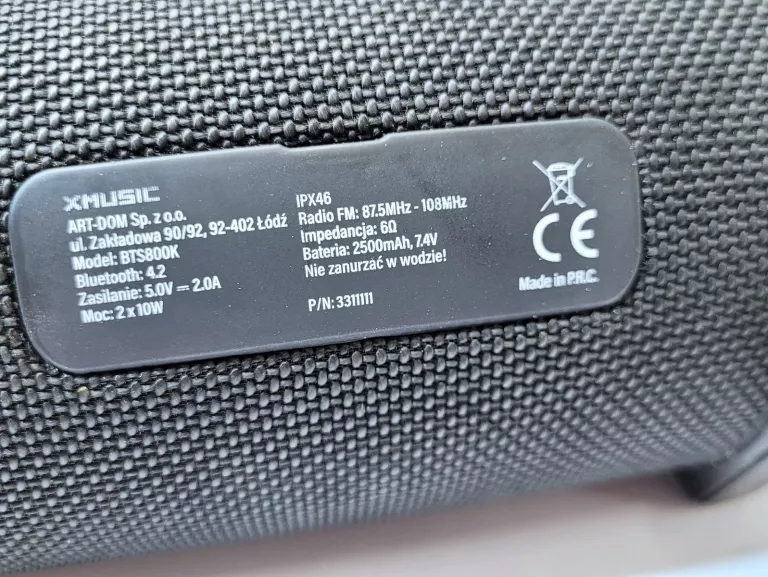 XMUSIC
ART-DOM Sp. z o.o.
ul. Zakładowa 90/92, 92-402 Łódź
Model: BTS800K
Bluetooth: 4.2
Zasilanie: 5.0V ⎓ 2.0A
Moc: 2 x 10W
IPX46
Radio FM: 87.5MHz - 108MHz
Impedancja: 6Ω
Bateria: 2500mAh, 7.4V
Nie zanurzać w wodzie!
P/N: 3311111
CE
Made in P.R.C.